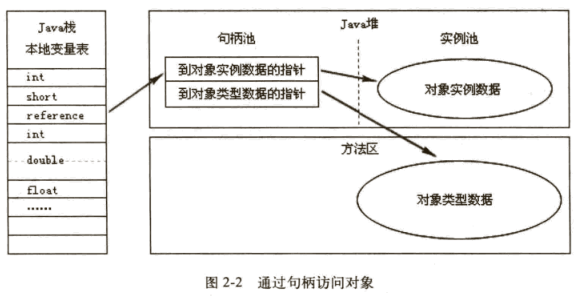 Java栈
本地变量表
int
short
reference
int
double
float
......
Java堆
句柄池
实例池
到对象实例数据的指针
到对象类型数据的指针
对象实例数据
方法区
对象类型数据
图 2-2 通过句柄访问对象